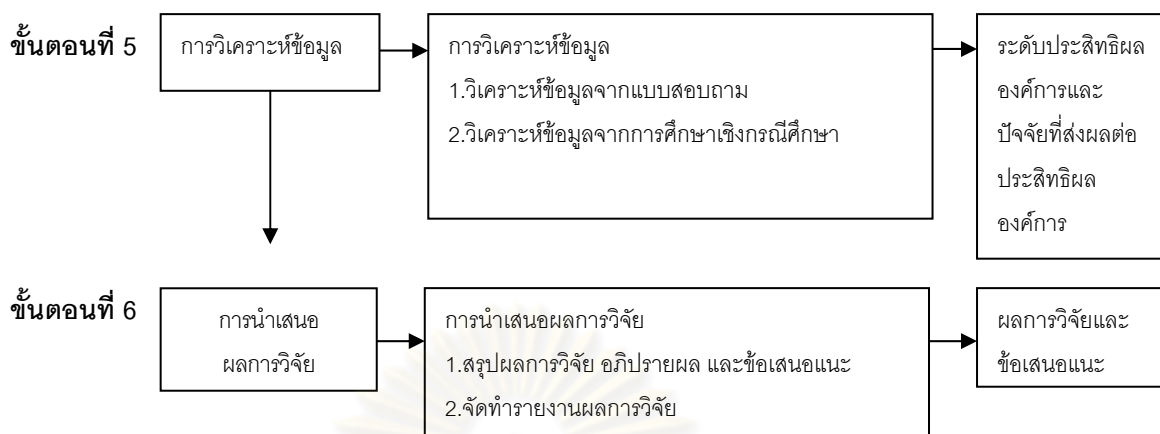 ขั้นตอนที่ 5
การวิเคราะห์ข้อมูล
การวิเคราะห์ข้อมูล
1.วิเคราะห์ข้อมูลจากแบบสอบถาม
2.วิเคราะห์ข้อมูลจากการศึกษาเชิงกรณีศึกษา
ระดับประสิทธิผล
องค์การและ
ปัจจัยที่ส่งผลต่อ
ประสิทธิผล
องค์การ
ขั้นตอนที่ 6
การนำเสนอ
ผลการวิจัย
การนำเสนอผลการวิจัย
1.สรุปผลการวิจัย อภิปรายผล และข้อเสนอแนะ
2.จัดทำรายงานผลการวิจัย
ผลการวิจัยและ
ข้อเสนอแนะ